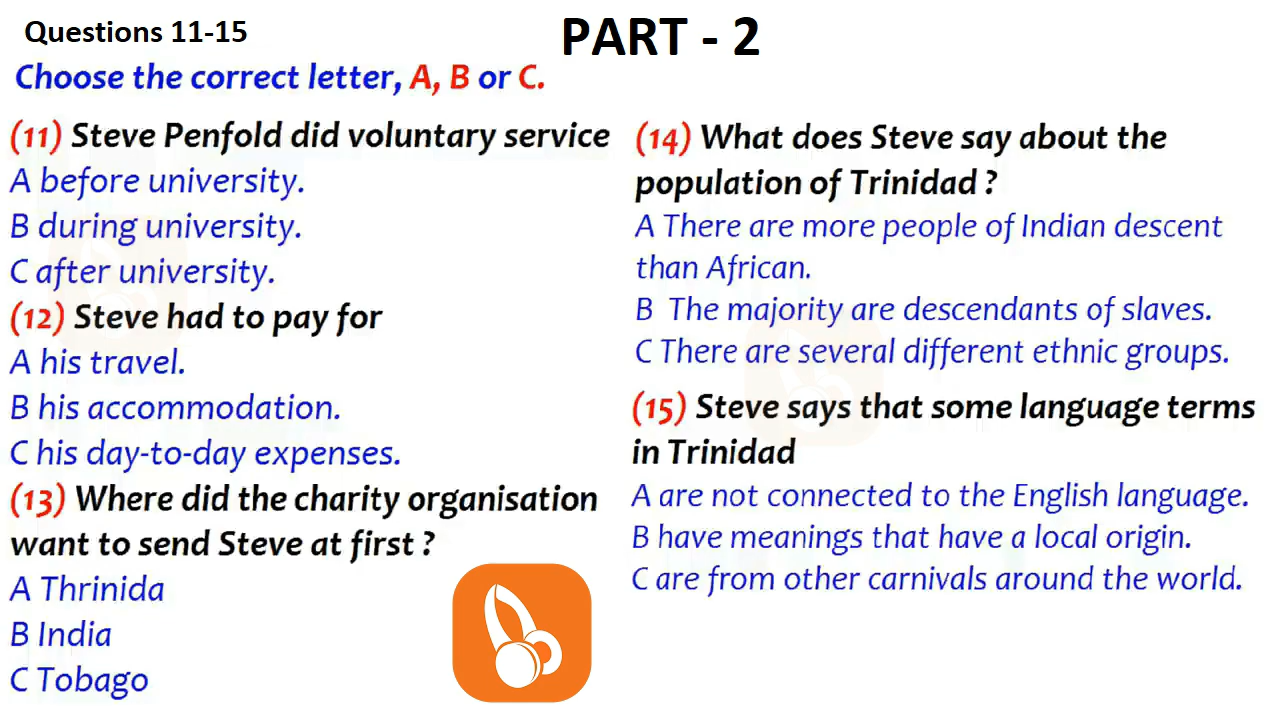 Questions 11-15
PART - 2
Choose the correct letter, A, B or C.
(11) Steve Penfold did voluntary service
A before university.
B during university.
C after university.
(12) Steve had to pay for
A his travel.
B his accommodation.
C his day-to-day expenses.
(13) Where did the charity organisation
want to send Steve at first ?
A Thrinida
B India
C Tobago
(14) What does Steve say about the
population of Trinidad ?
A There are more people of Indian descent
than African.
B The majority are descendants of slaves.
C There are several different ethnic groups.
(15) Steve says that some language terms
in Trinidad
A are not connected to the English language.
B have meanings that have a local origin.
C are from other carnivals around the world.